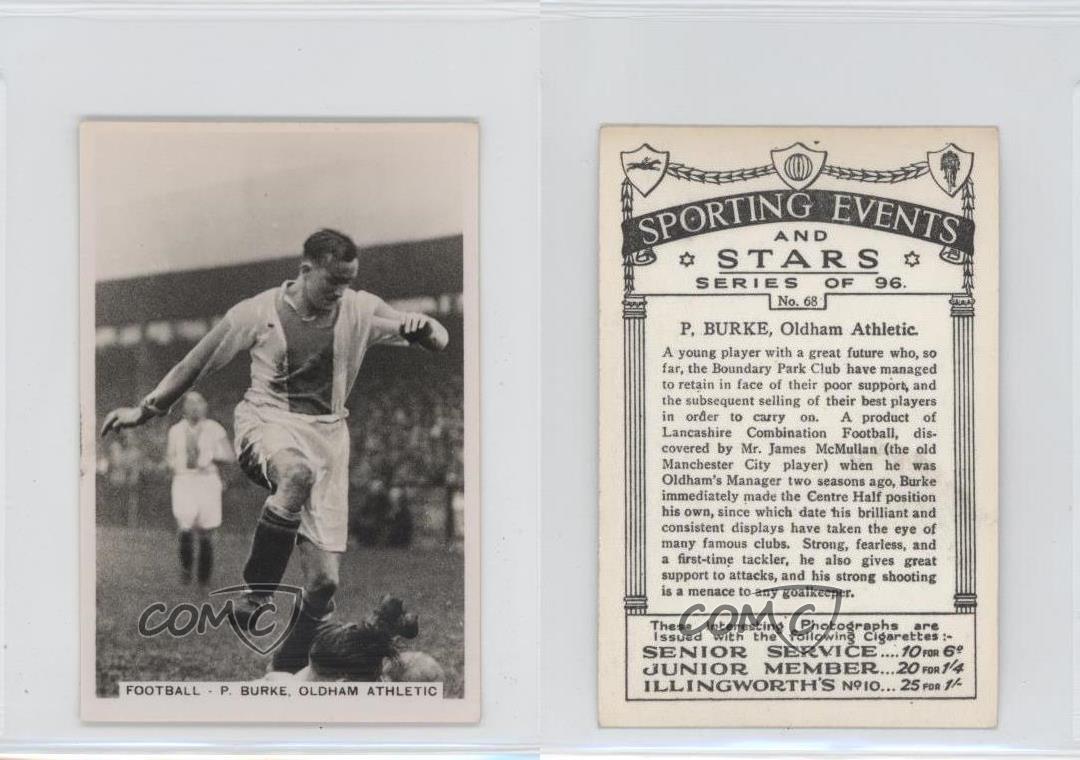 FOOTBALL - P. BURKE, OLDHAM ATHLETIC
COMC
SPORTING EVENTS
AND
STARS
SERIES OF 96.
No. 68
P. BURKE, Oldham Athletic.
A young player with a great future who, so
far, the Boundary Park Club have managed
to retain in face of their poor support, and
the subsequent selling of their best players
in order to carry on. A product of
Lancashire Combination Football, dis-
covered by Mr. James McMullan (the old
Manchester City player) when he was
Oldham's Manager two seasons ago, Burke
immediately made the Centre Half position
his own, since which date his brilliant and
consistent displays have taken the eye of
many famous clubs. Strong, fearless, and
a first-time tackler, he also gives great
support to attacks, and his strong shooting
is a menace to any goalkeeper.
COMC
These Interesting Photographs are
Issued with the following Cigarettes:-
SENIOR SERVICE....10 FOR 6D
JUNIOR MEMBER...20 FOR 1/4
ILLINGWORTH'S No10...25 FOR 1/-